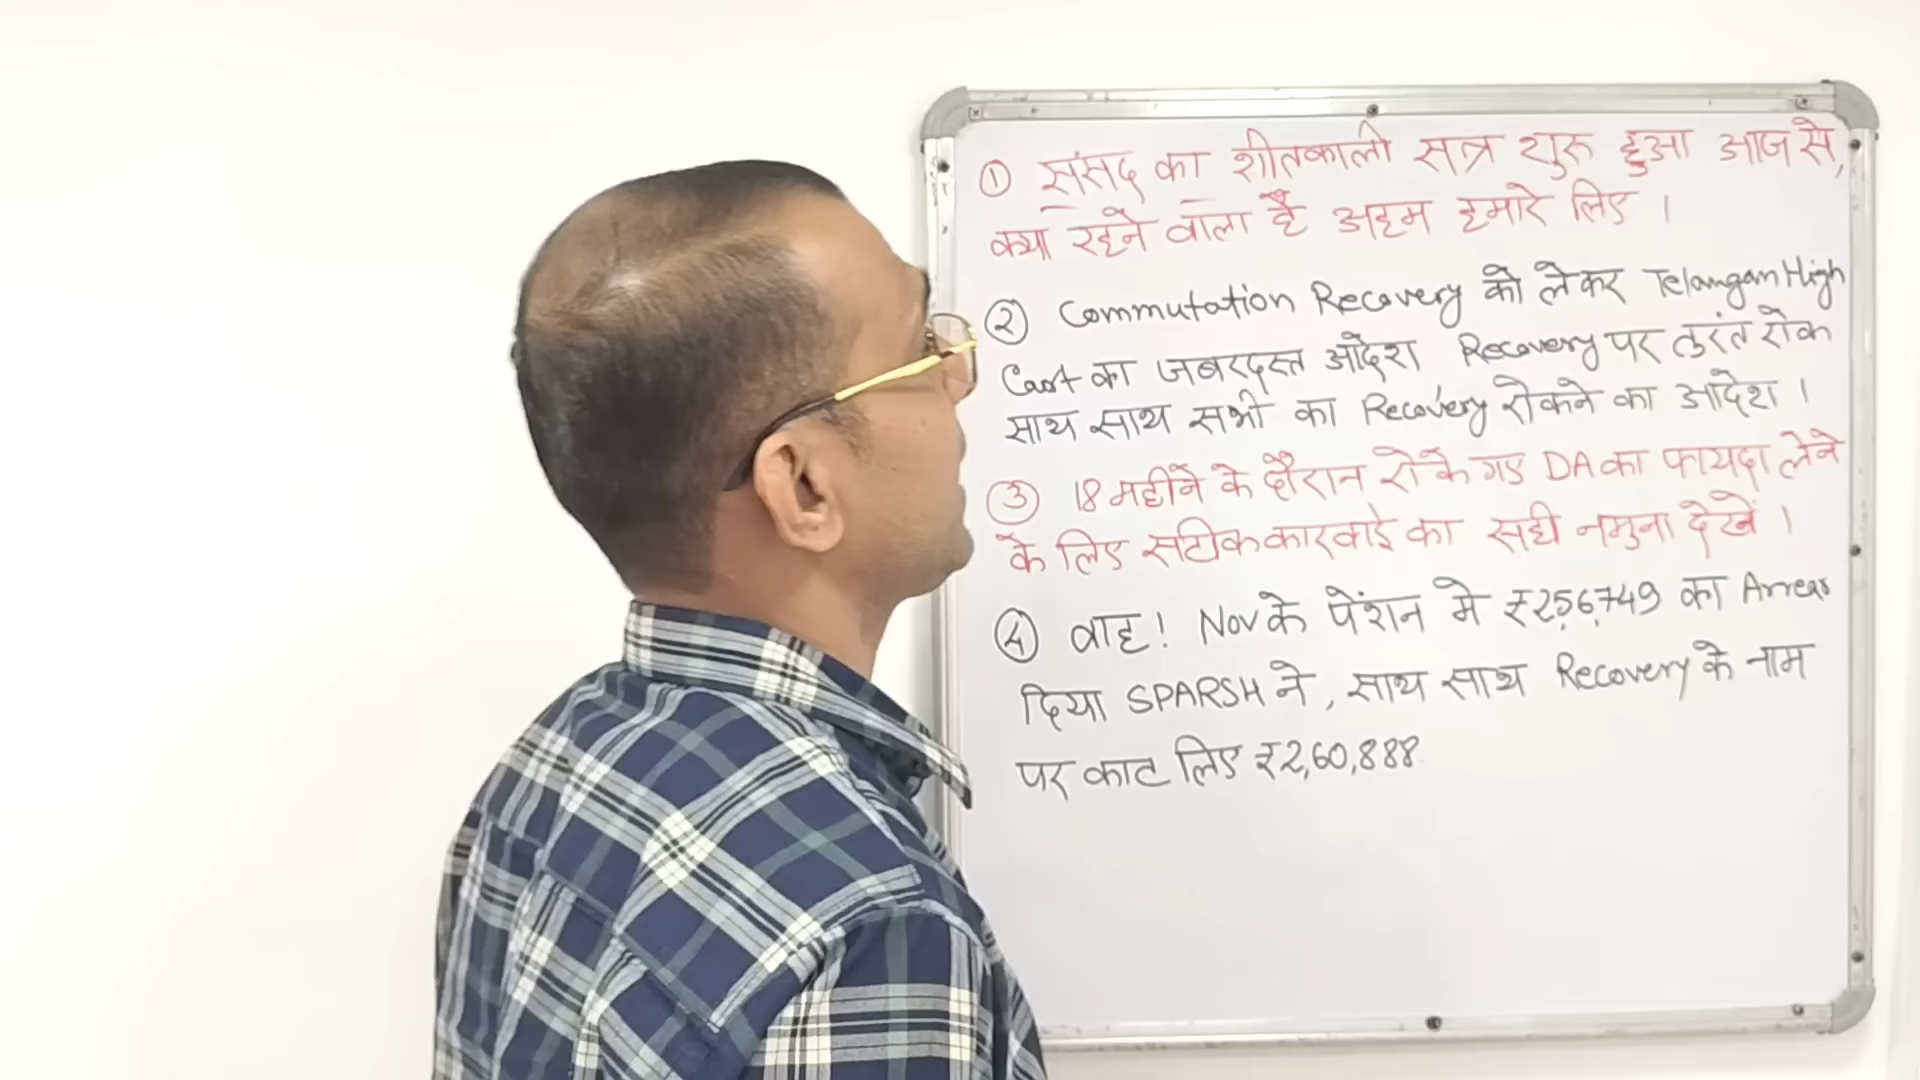 ① संसद का शीतकाली सत्र शुरू हुआ आज से,
क्या रहने वाला है अहम हमारे लिए ।
② Commutation Recovery को लेकर Telangan High
Court का जबरदस्त आदेश Recovery पर तुरंत रोक
साथ साथ सभी का Recovery रोकने का आदेश ।
③ 18 महीने के दौरान रोके गए DA का फायदा लेने
के लिए सटीक कारवाई का सही नमुना देखें ।
④ वाह! Nov के पेंशन मे ₹2,56,749 का Arrear
दिया SPARSH ने, साथ साथ Recovery के नाम
पर काट लिए ₹2,60,888